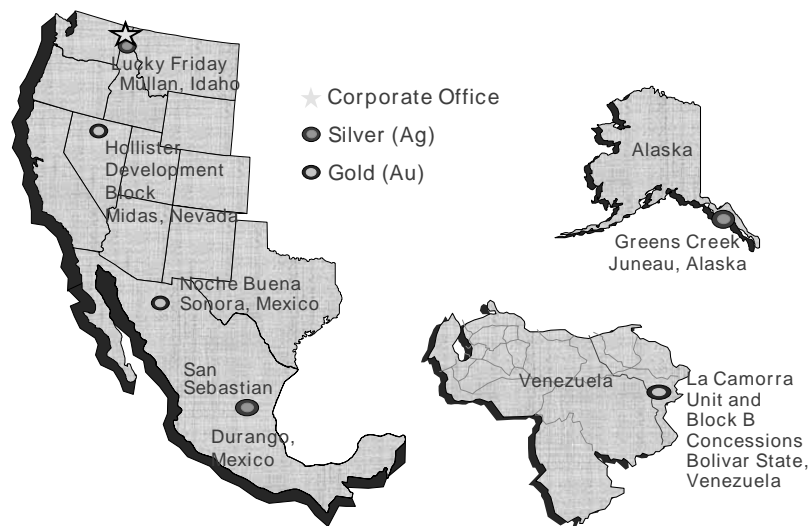 Lucky Friday
Mullan, Idaho
Hollister
Development
Block
Midas, Nevada
Noche Buena
Sonora, Mexico
San
Sebastian
Durango,
Mexico
Corporate Office
Silver (Ag)
Gold (Au)
Alaska
Greens Creek
Juneau, Alaska
Venezuela
La Camorra
Unit and
Block B
Concessions
Bolivar State,
Venezuela